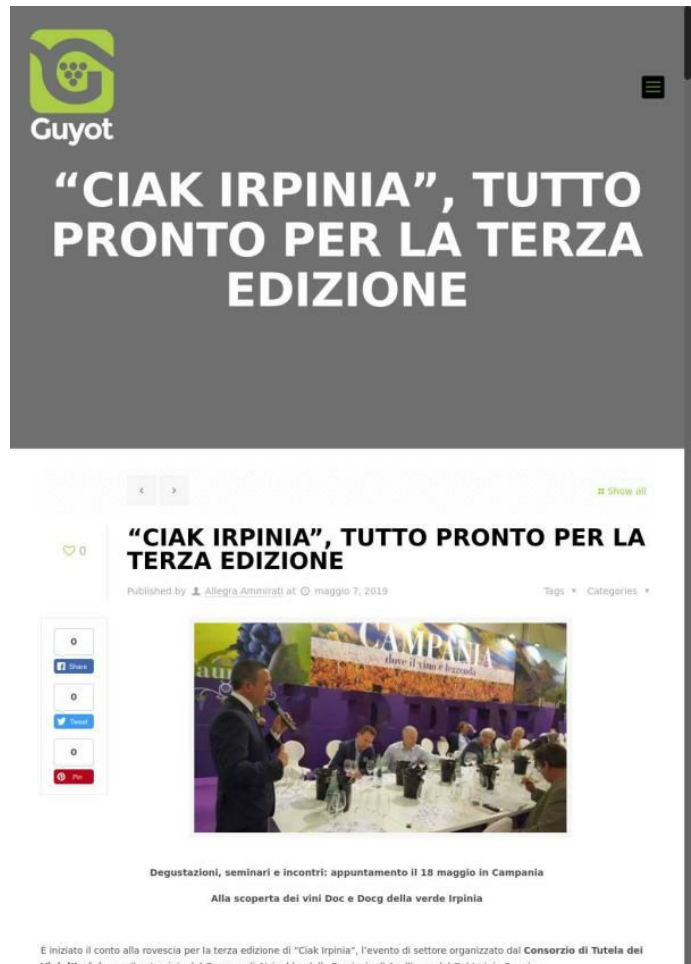 Guyot
“CIAK IRPINIA”, TUTTO
PRONTO PER LA TERZA
EDIZIONE
Show all
0
“CIAK IRPINIA”, TUTTO PRONTO PER LA
TERZA EDIZIONE
Published by Allegra Ammirati at maggio 7, 2019
Tags Categories
0
Share
0
Tweet
0
Pin
CAMPANIA
dove il vino è leggenda
Degustazioni, seminari e incontri: appuntamento il 18 maggio in Campania
Alla scoperta dei vini Doc e Docg della verde Irpinia
È iniziato il conto alla rovescia per la terza edizione di “Ciak Irpinia”, l’evento di settore organizzato dal Consorzio di Tutela dei